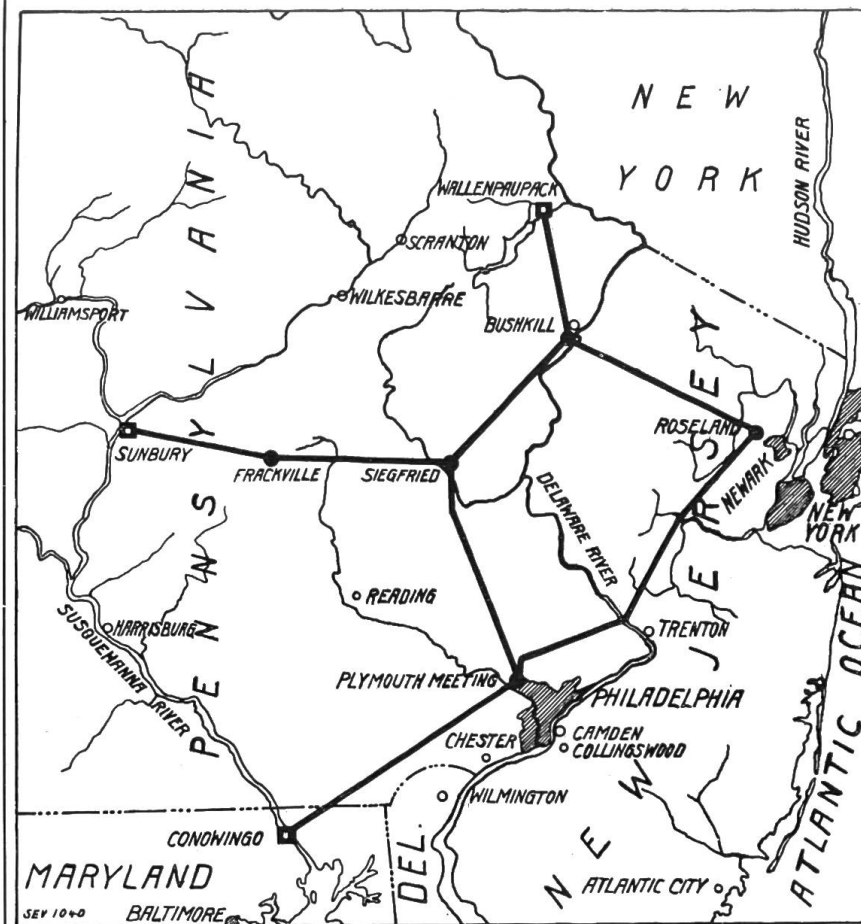 NEW
YORK
HUDSON RIVER
PENNSYLVANIA
WALLENPAUPACK
SCRANTON
WILKESBARRE
WILLIAMSPORT
BUSHKILL
NEW JERSEY
ROSELAND
SUNBURY
FRACKVILLE
SIEGFRIED
NEWARK
NEW
YORK
DELAWARE RIVER
READING
HARRISBURG
SUSQUEHANNA
RIVER
TRENTON
PLYMOUTH MEETING
PHILADELPHIA
CAMDEN
COLLINGSWOOD
CHESTER
WILMINGTON
CONOWINGO
MARYLAND
DEL.
ATLANTIC CITY
ATLANTIC OCEAN
SEV 1040
BALTIMORE